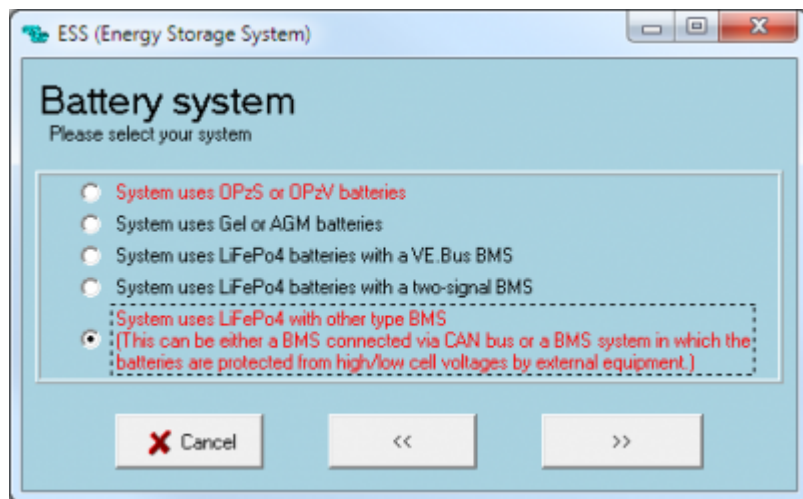 ESS (Energy Storage System)
Battery system
Please select your system
System uses OPzS or OPzV batteries
System uses Gel or AGM batteries
System uses LiFePo4 batteries with a VE.Bus BMS
System uses LiFePo4 batteries with a two-signal BMS
System uses LiFePo4 with other type BMS
(This can be either a BMS connected via CAN bus or a BMS system in which the
batteries are protected from high/low cell voltages by external equipment.)
Cancel
<<
>>